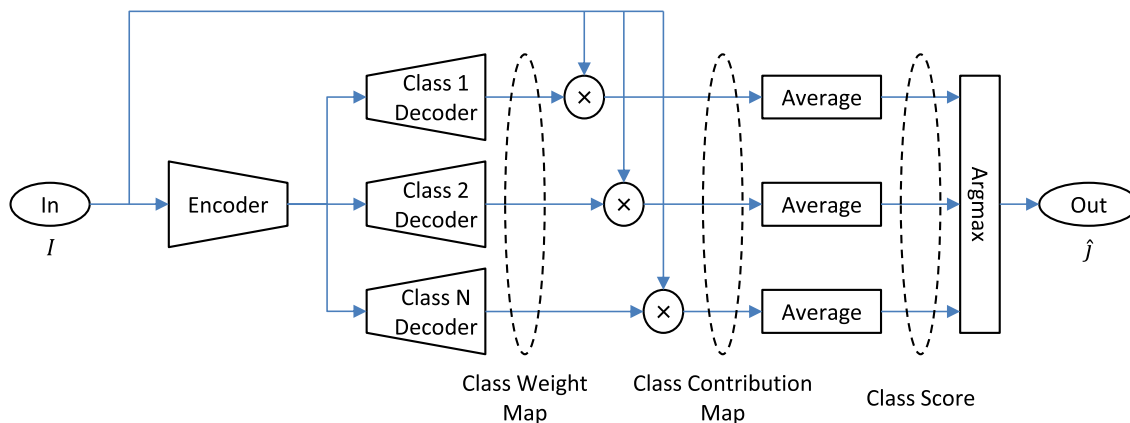 Class 1
Decoder
×
Average
In
I
Encoder
Class 2
Decoder
×
Average
Argmax
Out
ĵ
Class N
Decoder
×
Average
Class Weight
Map
Class Contribution
Map
Class Score